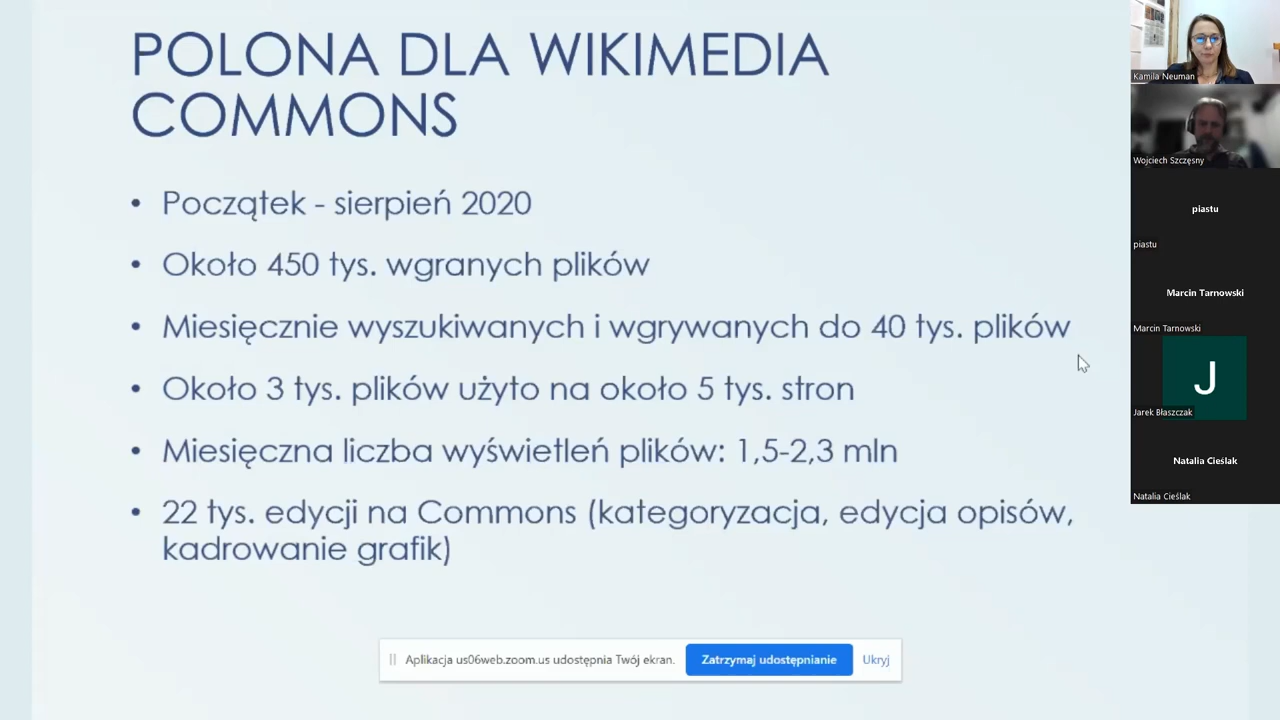 POLONA DLA WIKIMEDIA
COMMONS
• Początek - sierpień 2020
• Około 450 tys. wgranych plików
• Miesięcznie wyszukiwanych i wgrywanych do 40 tys. plików
• Około 3 tys. plików użyto na około 5 tys. stron
• Miesięczna liczba wyświetleń plików: 1,5-2,3 mln
• 22 tys. edycji na Commons (kategoryzacja, edycja opisów,
kadrowanie grafik)
Aplikacja us06web.zoom.us udostępnia Twój ekran.
Zatrzymaj udostępnianie
Ukryj
Kamila Neuman
Wojciech Szczęsny
piastu
piastu
Marcin Tarnowski
Marcin Tarnowski
J
Jarek Błaszczak
Natalia Cieślak
Natalia Cieślak